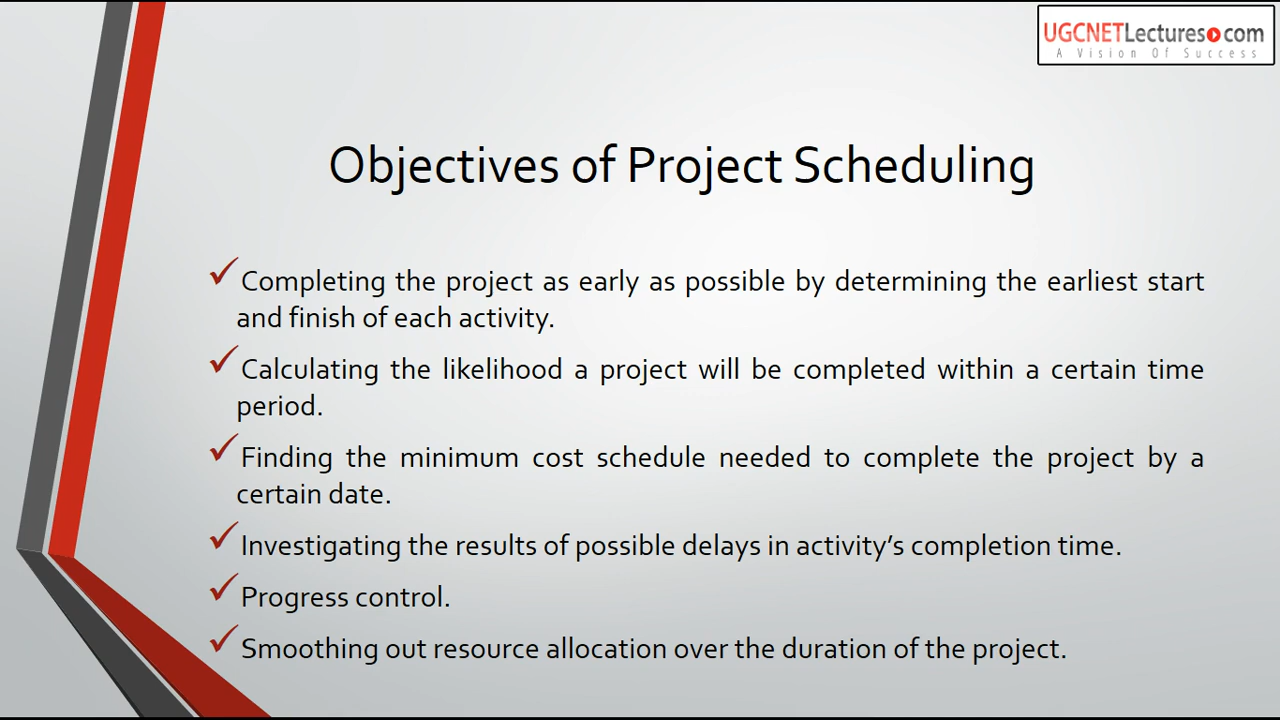 UGCNETLectures.com
A Vision Of Success
Objectives of Project Scheduling
Completing the project as early as possible by determining the earliest start
and finish of each activity.
Calculating the likelihood a project will be completed within a certain time
period.
Finding the minimum cost schedule needed to complete the project by a
certain date.
Investigating the results of possible delays in activity’s completion time.
Progress control.
Smoothing out resource allocation over the duration of the project.